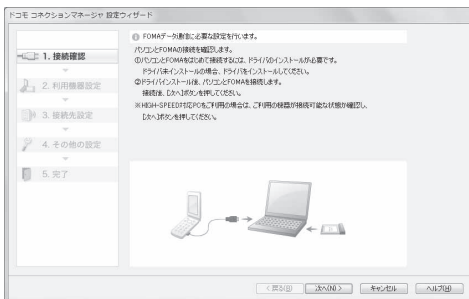 ドコモ コネクションマネージャ 設定ウィザード
1. 接続確認
2. 利用機器設定
3. 接続先設定
4. その他の設定
5. 完了
FOMAデータ通信に必要な設定を行います。
パソコンとFOMAの接続を確認します。
①パソコンとFOMAをはじめて接続するには、ドライバのインストールが必要です。
ドライバ未インストールの場合、ドライバをインストールしてください。
②ドライバインストール後、パソコンとFOMAを接続します。
接続後、[次へ]ボタンを押してください。
※HIGH-SPEED対応PCをご利用の場合は、ご利用の機器が接続可能な状態か確認し、
[次へ]ボタンを押してください。
< 戻る(B)
次へ(N) >
キャンセル
ヘルプ(H)